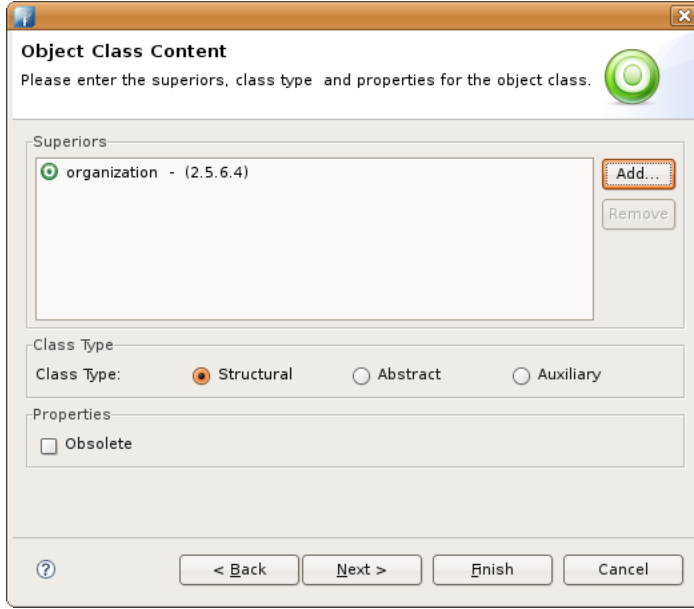 Object Class Content
Please enter the superiors, class type  and properties for the object class.
Superiors
organization  -  (2.5.6.4)
Add...
Remove
Class Type
Class Type:
Structural
Abstract
Auxiliary
Properties
Obsolete
?
< Back
Next >
Finish
Cancel